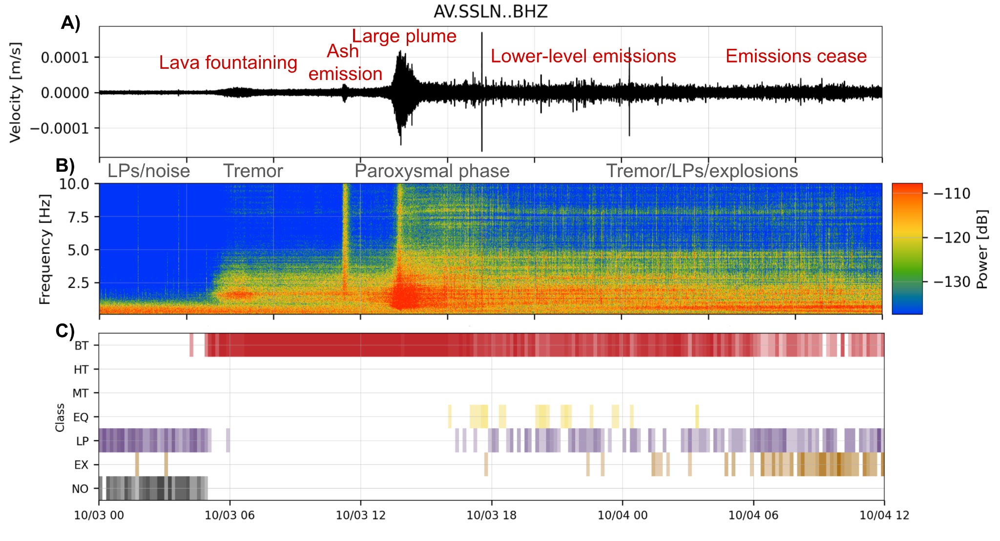 AV.SSLN..BHZ
A)
Velocity [m/s]
0.0001
0.0000
−0.0001
Large plume
Ash
emission
Lava fountaining
Lower-level emissions
Emissions cease
B)
LPs/noise
Tremor
Paroxysmal phase
Tremor/LPs/explosions
Frequency [Hz]
10.0
7.5
5.0
2.5
−110
−120
−130
Power [dB]
C)
Class
BT
HT
MT
EQ
LP
EX
NO
10/03 00
10/03 06
10/03 12
10/03 18
10/04 00
10/04 06
10/04 12